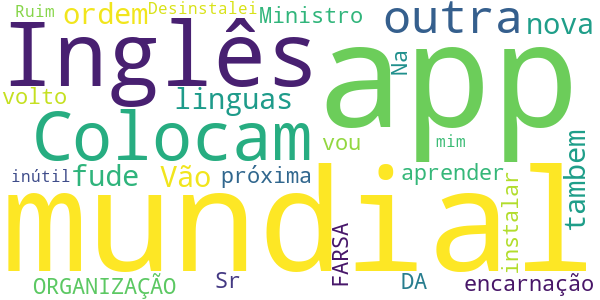 Ruim Desinstalei
ordem Ministro outra nova
Inglês app Na
volto linguas
Colocam vou mim tambem
inútil fude Vão próxima aprender
mundial instalar
FARSA
ORGANIZAÇÃO Sr DA encarnação